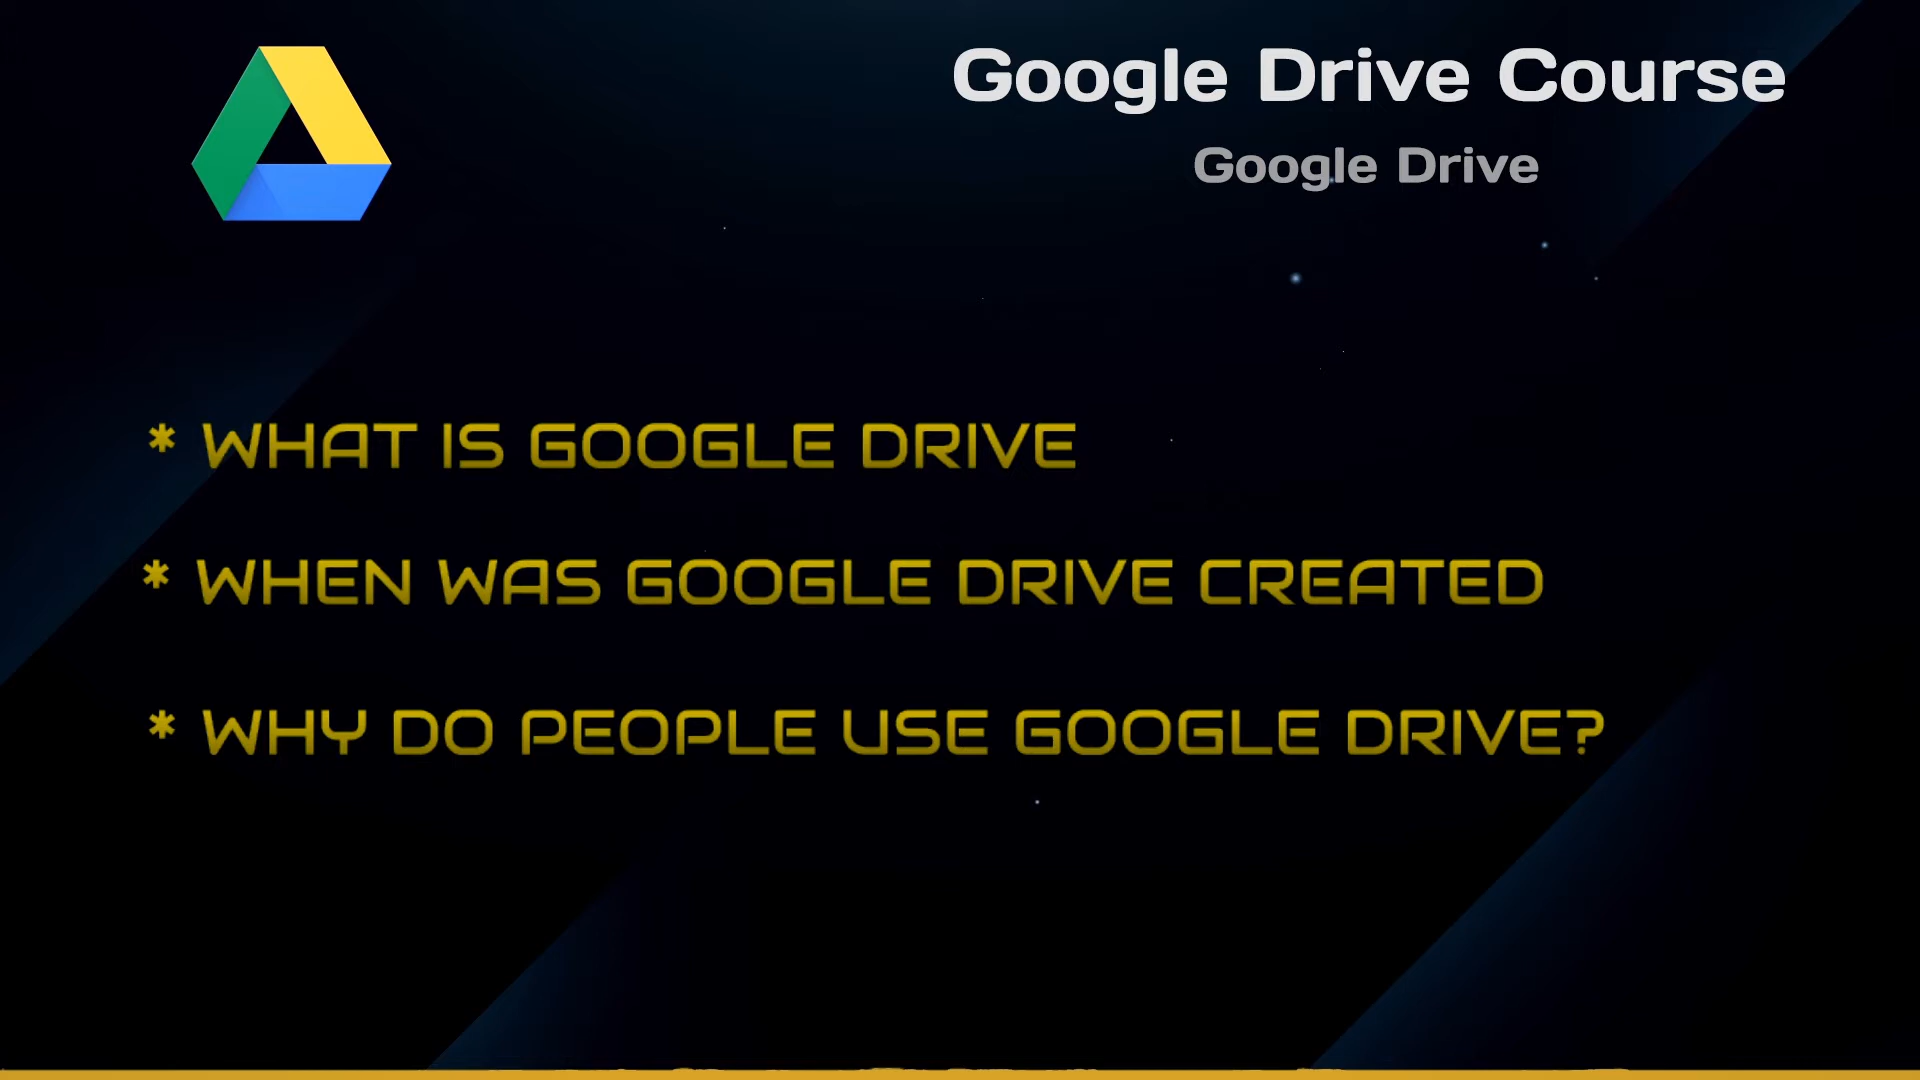 Google Drive Course
Google Drive
* WHAT IS GOOGLE DRIVE
* WHEN WAS GOOGLE DRIVE CREATED
* WHY DO PEOPLE USE GOOGLE DRIVE?